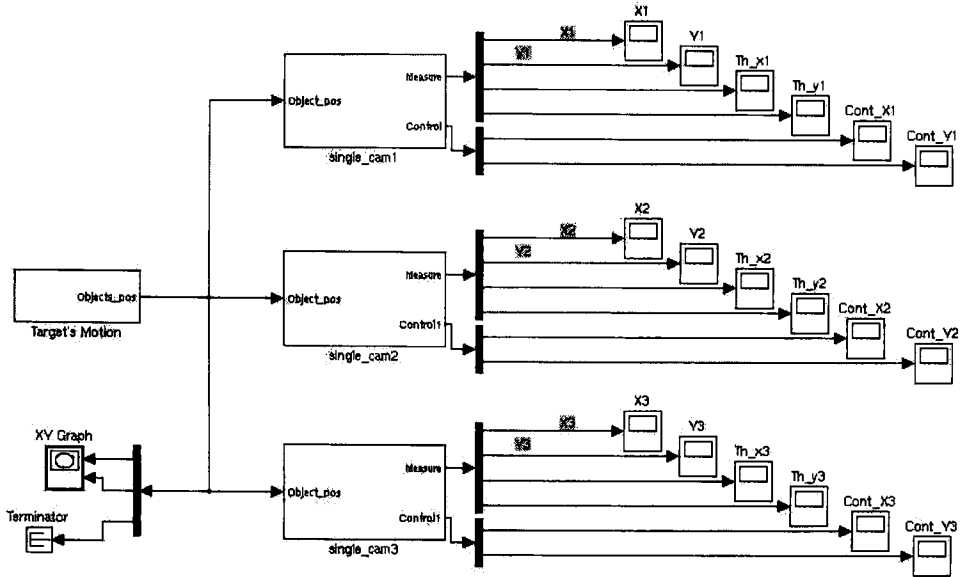 X1
X1
Y1
Y1
Measure
Th_x1
Object_pos
Th_y1
Control
Cont_X1
Cont_Y1
single_cam1
X2
X2
Y2
Y2
Measure
Th_x2
Objects_pos
Object_pos
Th_y2
Control1
Cont_X2
Cont_Y2
Target's Motion
single_cam2
X3
X3
Y3
Y3
XY Graph
Measure
Th_x3
Object_pos
Th_y3
Terminator
Control1
Cont_X3
Cont_Y3
single_cam3